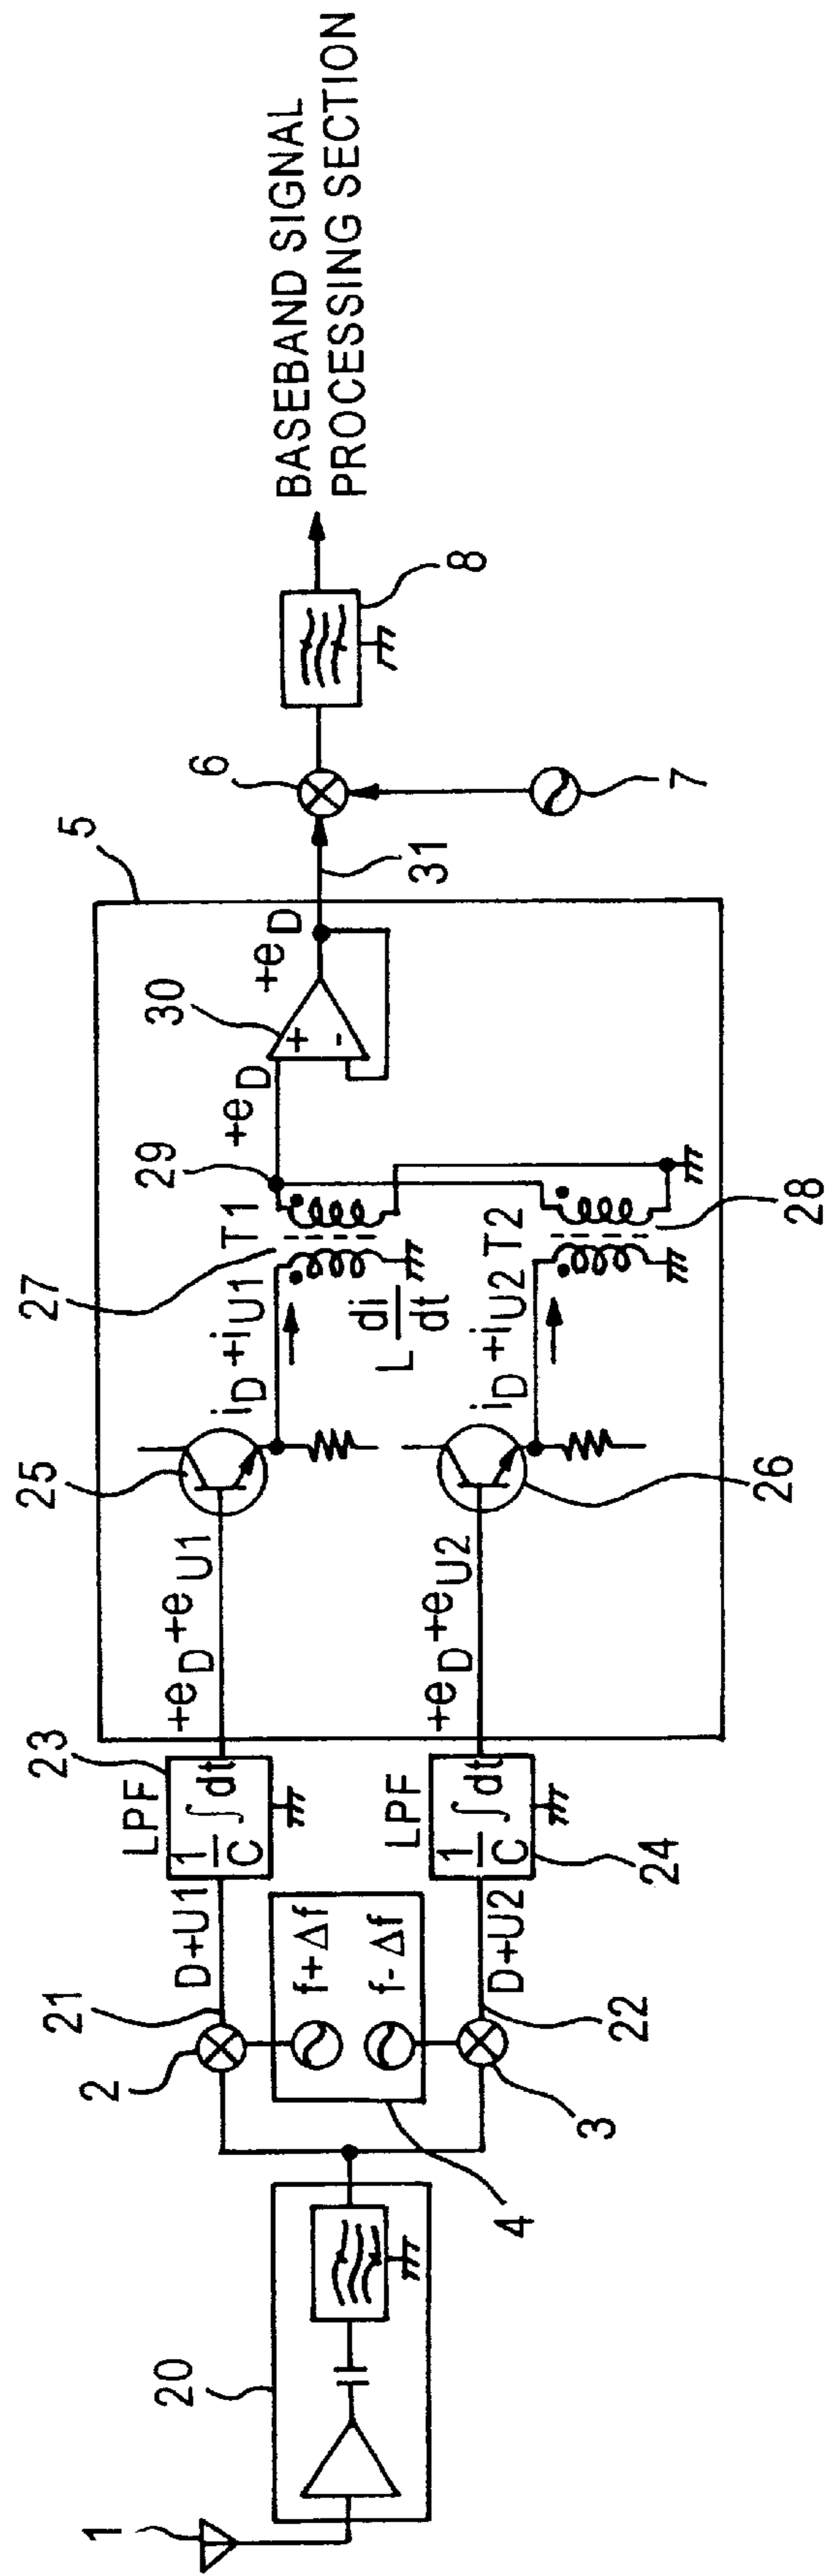 1
20
4
2
21
D+U1
f+Δf
f-Δf
3
22
D+U2
LPF
23
1/C ∫dt
LPF
24
1/C ∫dt
5
+eD+eU1
+eD+eU2
25
26
iD+iU1
iD+iU2
27
T1
L di/dt
T2
28
29
+eD
30
+
-
+eD
31
6
7
8
BASEBAND SIGNAL
PROCESSING SECTION